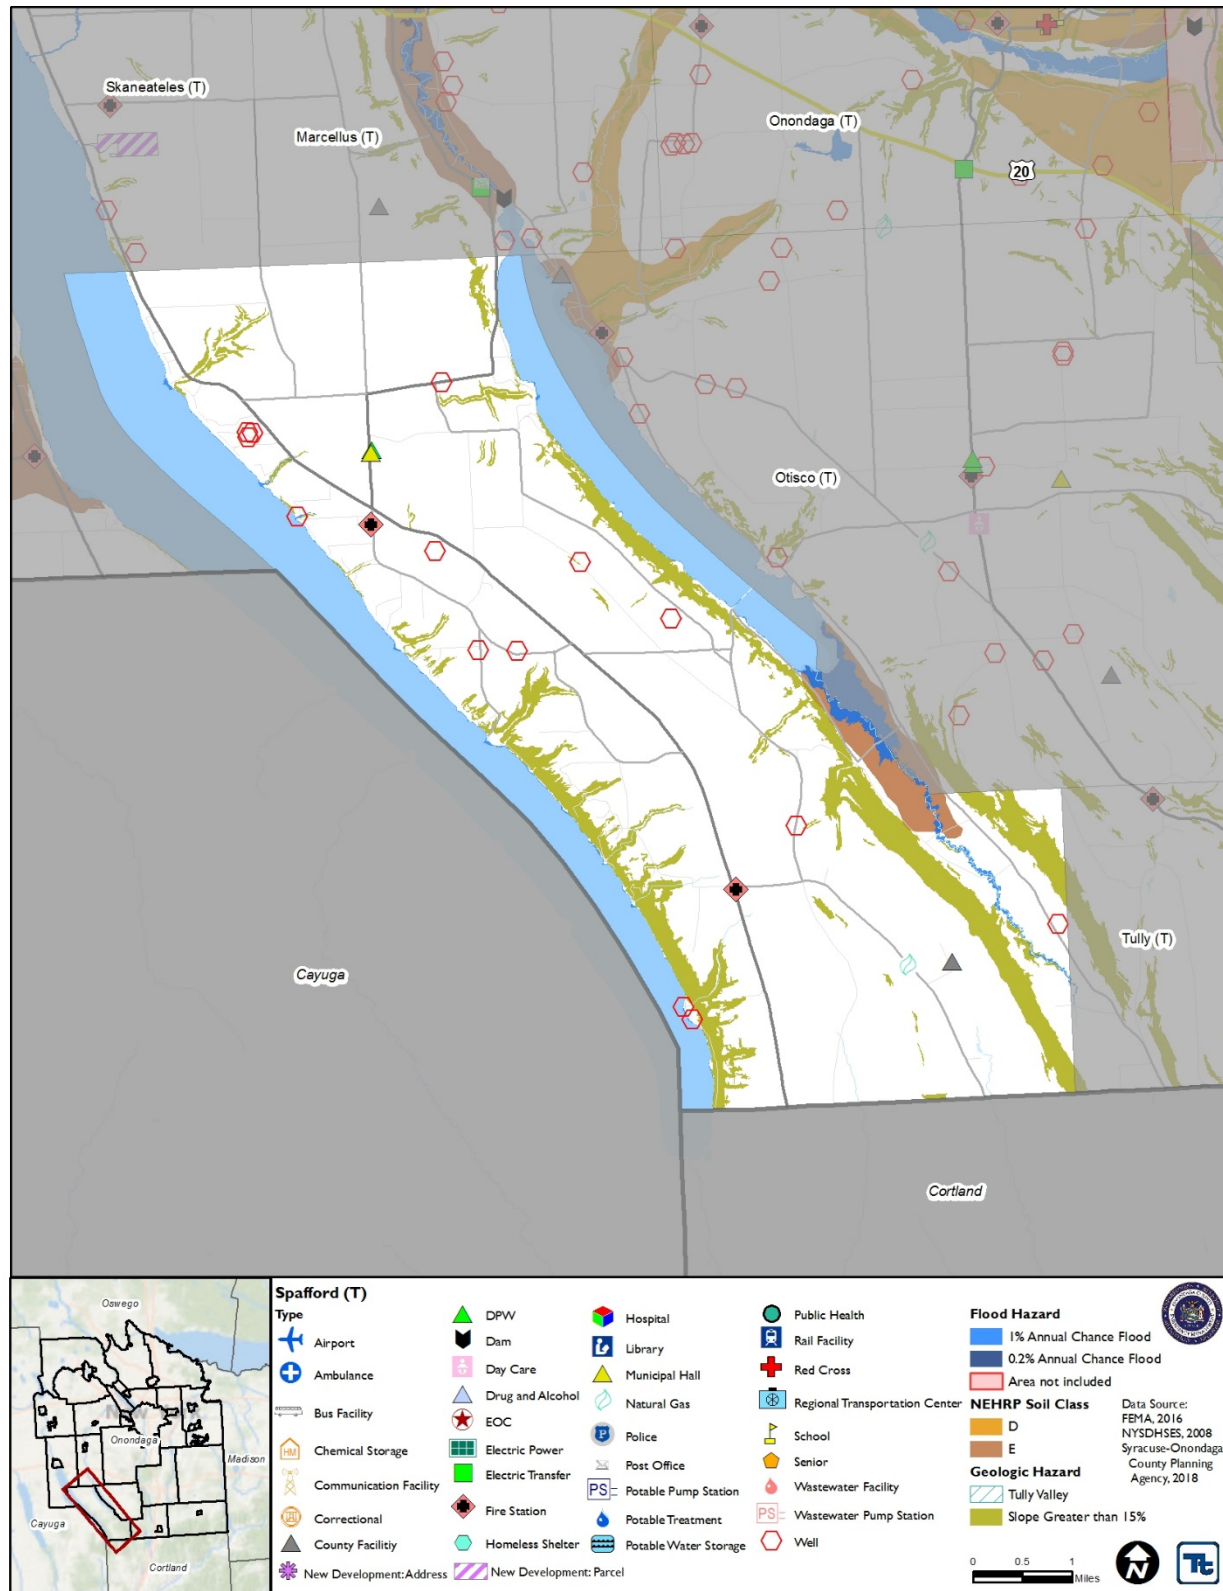 Skaneateles (T)
Marcellus (T)
Onondaga (T)
20
Otisco (T)
Tully (T)
Cayuga
Cortland
Oswego
Onondaga
Madison
Cayuga
Cortland
Spafford (T)
Type
Airport
Ambulance
Bus Facility
HM
Chemical Storage
Communication Facility
Correctional
County Facilitiy
New Development: Address
DPW
Dam
Day Care
Drug and Alcohol
EOC
Electric Power
Electric Transfer
Fire Station
Homeless Shelter
New Development: Parcel
Hospital
Library
Municipal Hall
Natural Gas
P
Police
Post Office
PS
Potable Pump Station
Potable Treatment
Potable Water Storage
Public Health
Rail Facility
Red Cross
Regional Transportation Center
School
Senior
Wastewater Facility
PS
Wastewater Pump Station
Well
Flood Hazard
1% Annual Chance Flood
0.2% Annual Chance Flood
Area not included
NEHRP Soil Class
D
E
Geologic Hazard
Tully Valley
Slope Greater than 15%
Data Source:
FEMA, 2016
NYSDHSES, 2008
Syracuse-Onondaga
County Planning
Agency, 2018
0 0.5 1
Miles
N
Tt